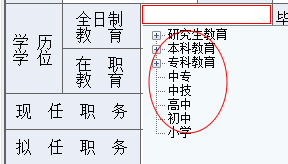 全日制
教 育
毕
学 历
学 位
在 职
教 育
现 任 职 务
拟 任 职 务
研究生教育
本科教育
专科教育
中专
中技
高中
初中
小学